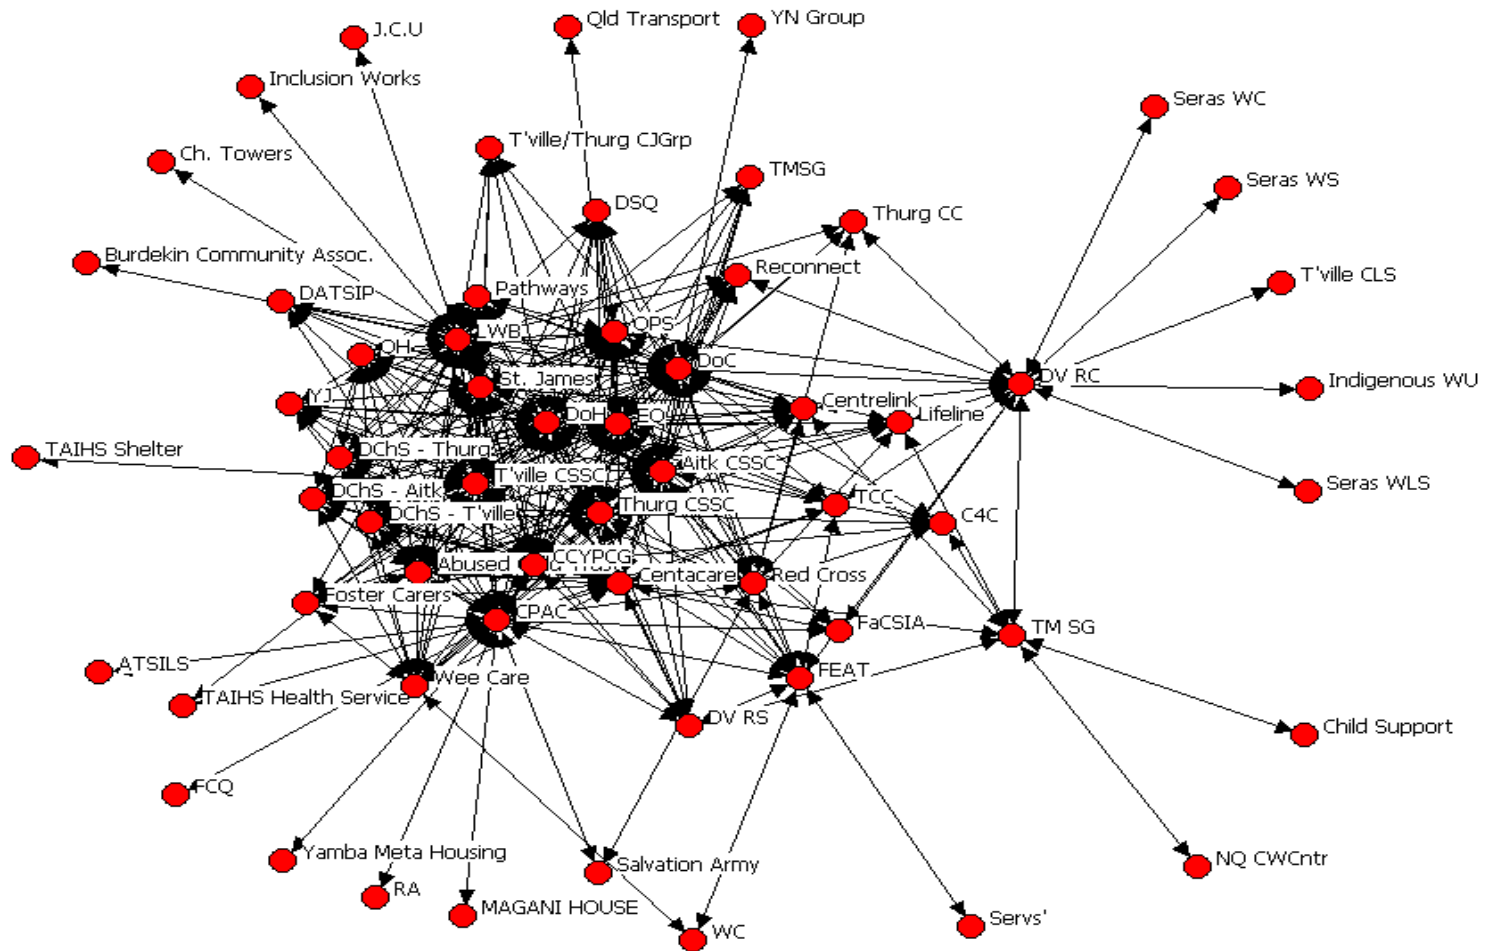 J.C.U
Qld Transport
YN Group
Inclusion Works
Seras WC
T'ville/Thurg CJGrp
Ch. Towers
TMSG
Seras WS
DSQ
Thurg CC
Burdekin Community Assoc.
Reconnect
T'ville CLS
DATSIP
Pathways
LWB
OPS
OH
DoC
DV RC
St. James
Indigenous WU
YJ
Centrelink
DoH
EQ
Lifeline
DChS - Thurg
TAIHS Shelter
T'ville CSSC
Aitk CSSC
Seras WLS
DChS - Aitk
TCC
Thurg CSSC
DChS - T'ville
C4C
CCYPCG
Abused
Centacare
Red Cross
Foster Carers
CPAC
FaCSIA
TM SG
ATSILS
Wee Care
FEAT
TAIHS Health Service
DV RS
Child Support
FCQ
Yamba Meta Housing
Salvation Army
NQ CWCntr
RA
MAGANI HOUSE
WC
Servs'